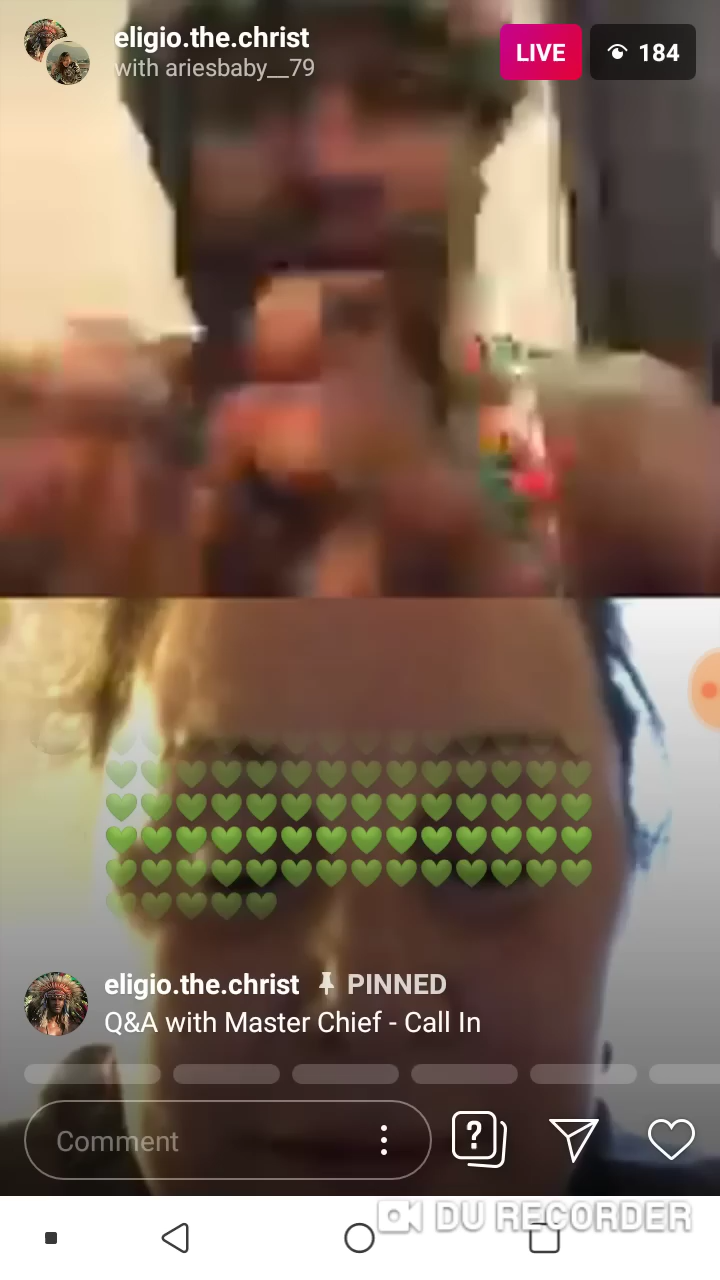 eligio.the.christ
with ariesbaby__79
LIVE
184
💚💚💚💚💚💚💚💚💚💚💚💚💚💚
💚💚💚💚💚💚💚💚💚💚💚💚💚💚
💚💚💚💚💚💚💚💚💚💚💚💚💚💚
💚💚💚💚💚💚💚💚💚💚💚💚💚💚
💚💚💚💚💚💚💚💚💚💚💚💚💚💚
💚💚💚💚💚
eligio.the.christ PINNED
Q&A with Master Chief - Call In
Comment
?
DU RECORDER